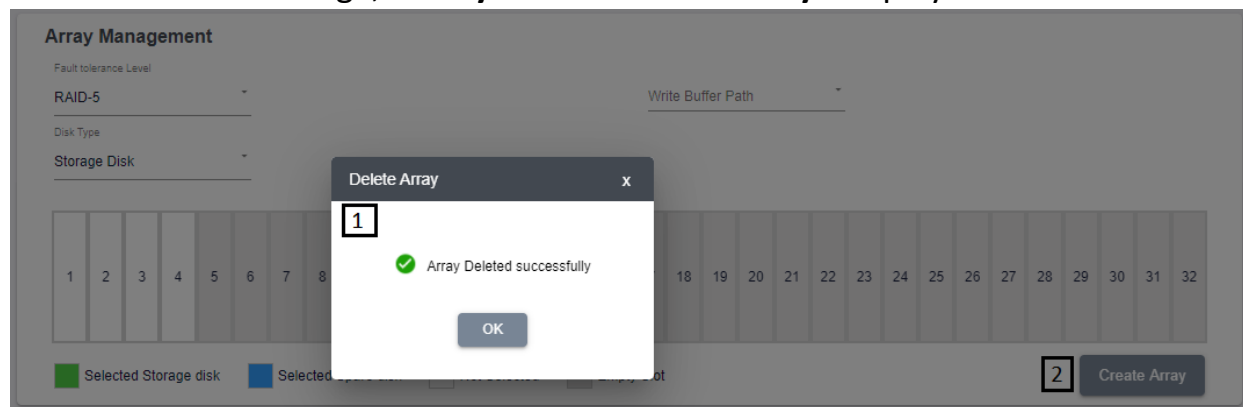 Array Management
Fault tolerance Level
RAID-5
Write Buffer Path
Disk Type
Storage Disk
Delete Array x
1
Array Deleted successfully
OK
1 2 3 4 5 6 7 8 18 19 20 21 22 23 24 25 26 27 28 29 30 31 32
Selected Storage disk Selected
2 Create Array